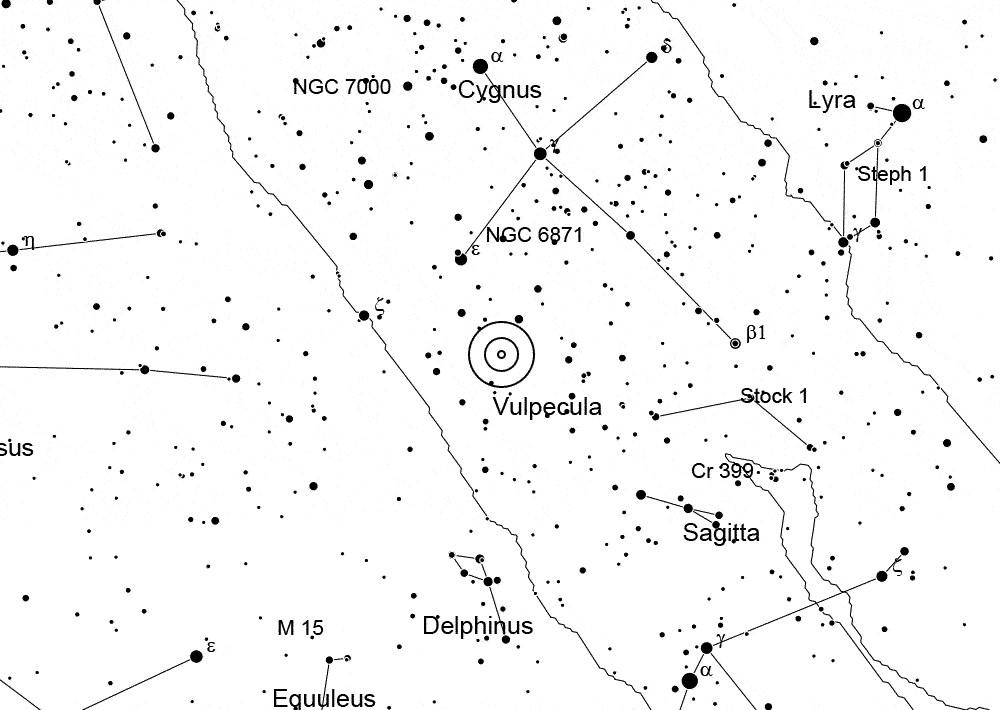 δ
α
NGC 7000
Cygnus
Lyra
α
γ
Steph 1
γ
NGC 6871
ε
η
ζ
β1
Stock 1
Vulpecula
sus
Cr 399
Sagitta
ζ
Delphinus
M 15
γ
ε
α
Equuleus